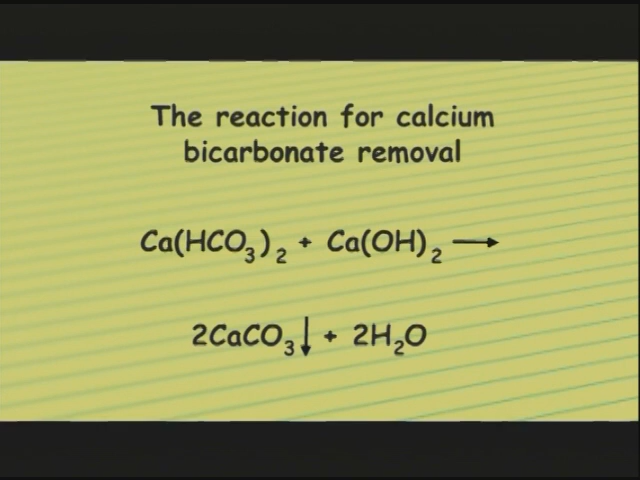 The reaction for calcium
bicarbonate removal
Ca(HCO₃)₂ + Ca(OH)₂ →
2CaCO₃↓ + 2H₂O